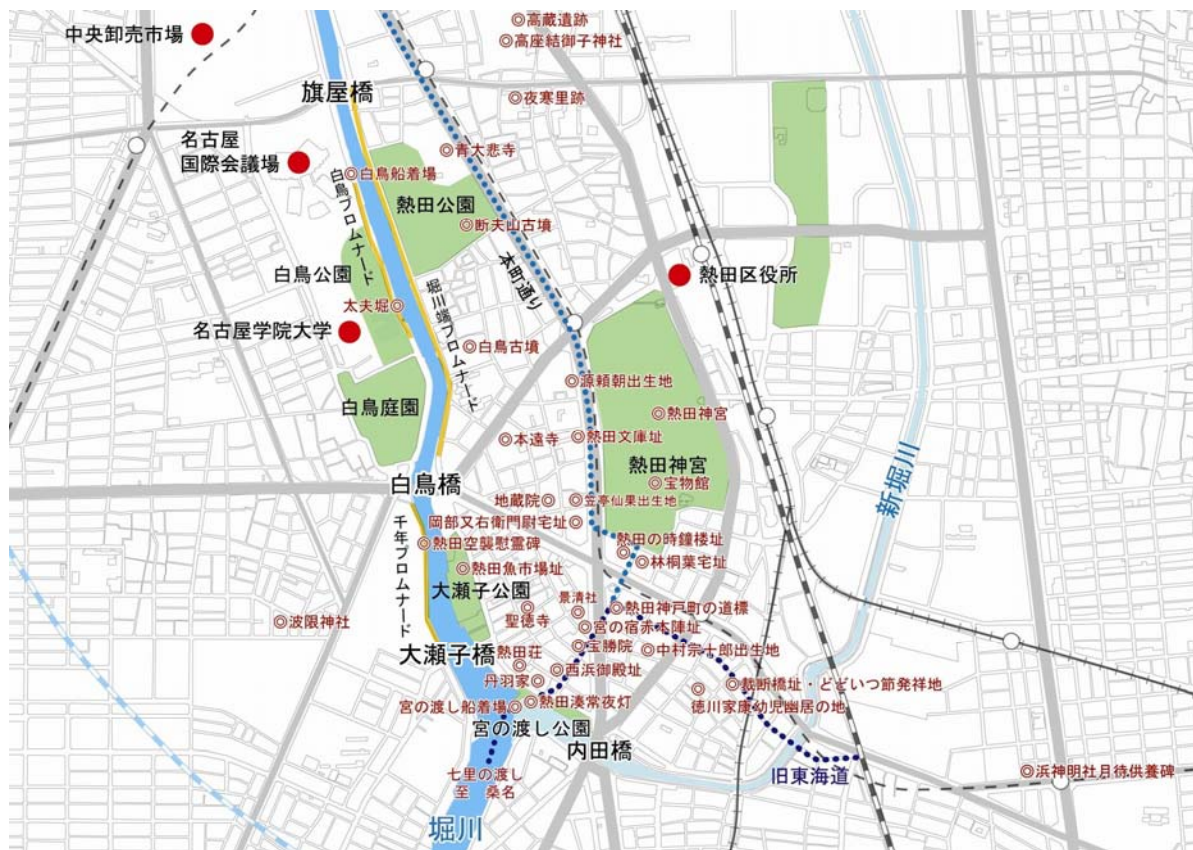 中央卸売市場
◎高蔵遺跡
◎高座結御子神社
旗屋橋
◎夜寒里跡
名古屋
国際会議場
◎青大悲寺
◎白鳥船着場
白鳥プロムナード
熱田公園
◎断夫山古墳
本町通り
白鳥公園
熱田区役所
太夫堀◎
堀川端プロムナード
名古屋学院大学
◎白鳥古墳
◎源頼朝出生地
白鳥庭園
◎熱田神宮
◎本遠寺
◎熱田文庫址
熱田神宮
新堀川
白鳥橋
◎宝物館
地蔵院◎
◎笠亭仙果出生地
岡部又右衛門尉宅址◎
千年プロムナード
◎熱田空襲慰霊碑
熱田の時鐘楼址
◎
◎林桐葉宅址
◎熱田魚市場址
大瀬子公園
景清社
◎
◎
聖徳寺
◎熱田神戸町の道標
◎波限神社
◎宮の宿赤本陣址
大瀬子橋
熱田荘
◎
◎宝勝院
◎中村宗十郎出生地
◎西浜御殿址
丹羽家◎
◎裁断橋址・どどいつ節発祥地
◎
徳川家康幼児幽居の地
宮の渡し船着場◎
◎熱田湊常夜灯
宮の渡し公園
内田橋
七里の渡し
至 桑名
旧東海道
◎浜神明社月待供養碑
堀川